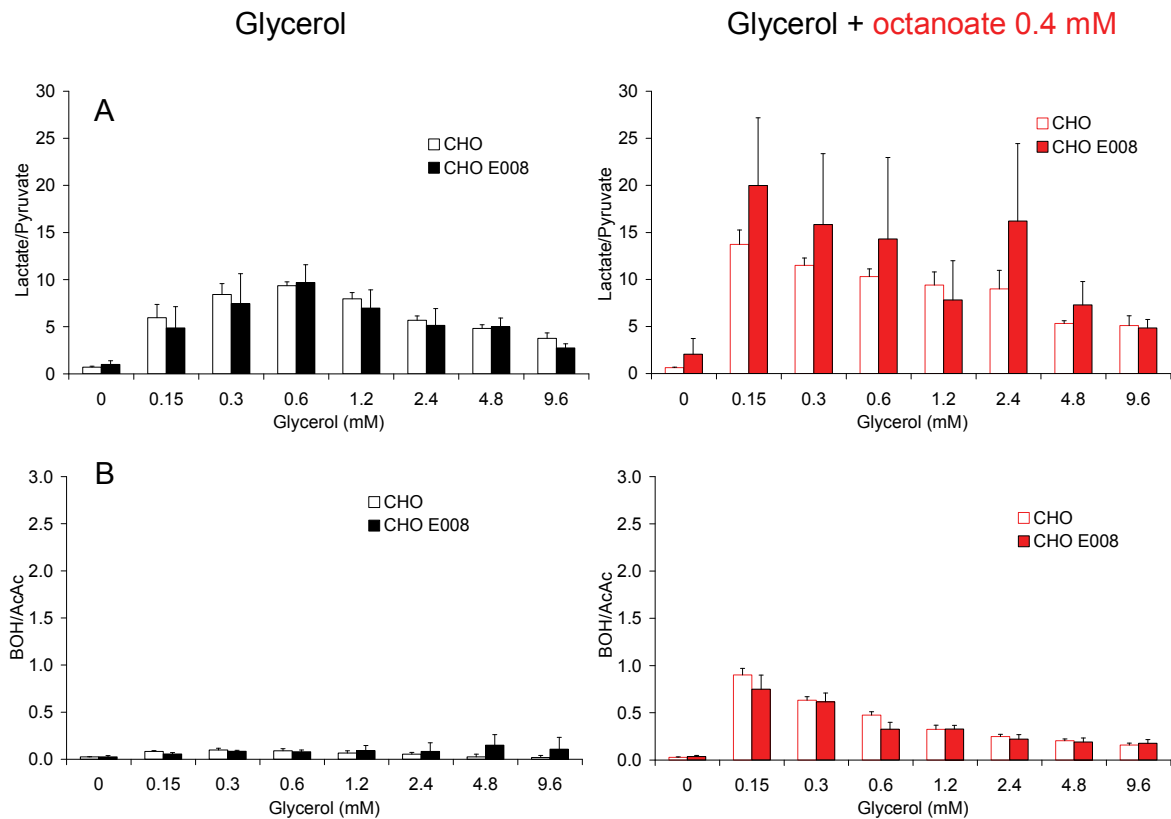 Glycerol
Glycerol + octanoate 0.4 mM
A
Lactate/Pyruvate
30
25
20
15
10
5
0
CHO
CHO E008
0 0.15 0.3 0.6 1.2 2.4 4.8 9.6
Glycerol (mM)
Lactate/Pyruvate
30
25
20
15
10
5
0
CHO
CHO E008
0 0.15 0.3 0.6 1.2 2.4 4.8 9.6
Glycerol (mM)
B
BOH/AcAc
3.0
2.5
2.0
1.5
1.0
0.5
0.0
CHO
CHO E008
0 0.15 0.3 0.6 1.2 2.4 4.8 9.6
Glycerol (mM)
BOH/AcAc
3.0
2.5
2.0
1.5
1.0
0.5
0.0
CHO
CHO E008
0 0.15 0.3 0.6 1.2 2.4 4.8 9.6
Glycerol (mM)